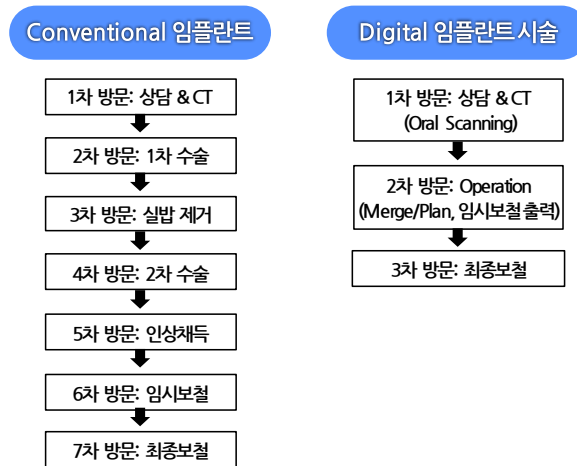 Conventional 임플란트
1차 방문: 상담 & CT
2차 방문: 1차 수술
3차 방문: 실밥 제거
4차 방문: 2차 수술
5차 방문: 인상채득
6차 방문: 임시보철
7차 방문: 최종보철
Digital 임플란트 시술
1차 방문: 상담 & CT
(Oral Scanning)
2차 방문: Operation
(Merge/Plan, 임시보철 출력)
3차 방문: 최종보철